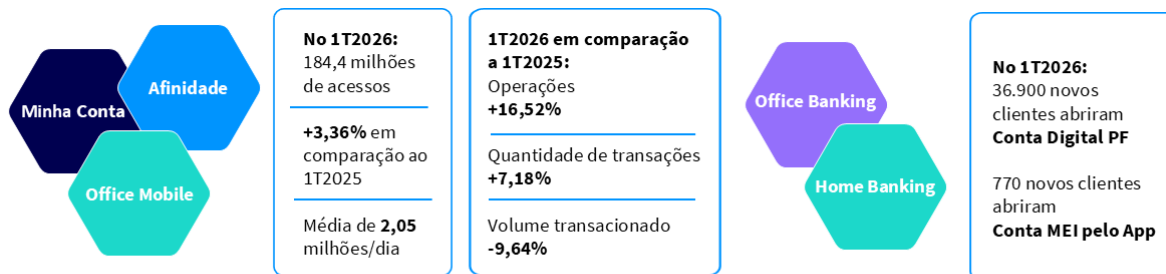 Minha Conta
Afinidade
Office Mobile
No 1T2026:
184,4 milhões
de acessos
+3,36% em
comparação ao
1T2025
Média de 2,05
milhões/dia
1T2026 em comparação
a 1T2025:
Operações
+16,52%
Quantidade de transações
+7,18%
Volume transacionado
-9,64%
Office Banking
Home Banking
No 1T2026:
36.900 novos
clientes abriram
Conta Digital PF
770 novos clientes
abriram
Conta MEI pelo App